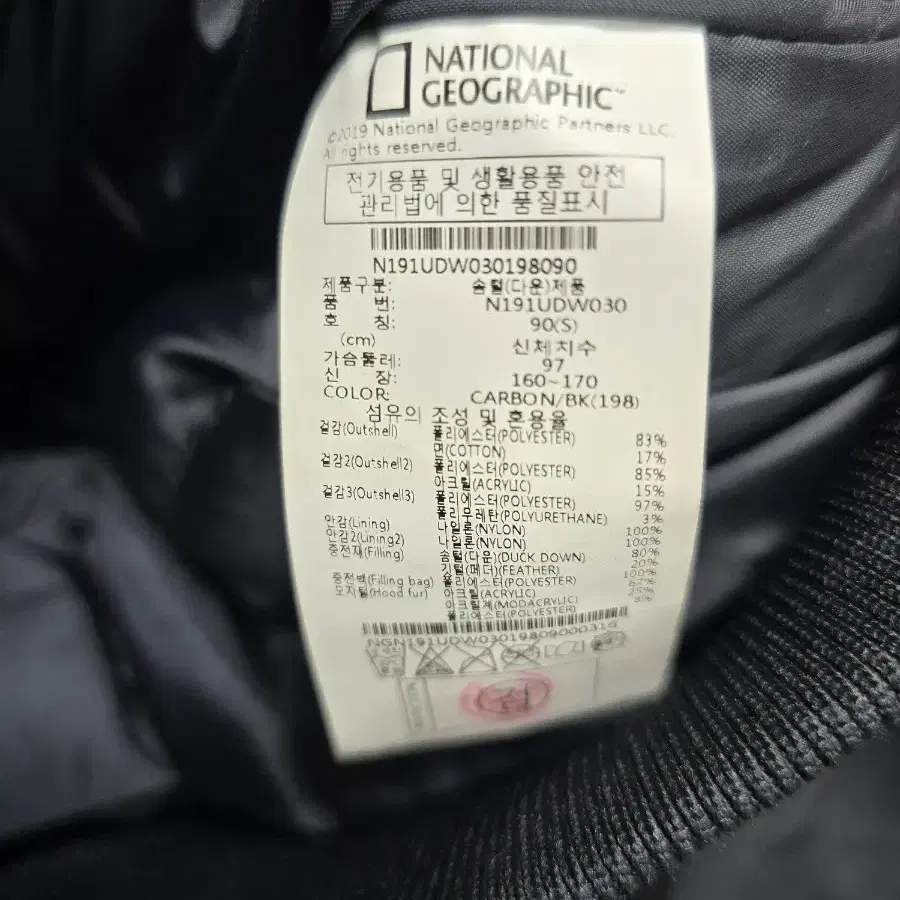 NATIONAL
GEOGRAPHIC™
©2019 National Geographic Partners LLC.
All rights reserved.
전기용품 및 생활용품 안전
관리법에 의한 품질표시
N191UDW030198090
제품구분: 솜털(다운)제품
품 번: N191UDW030
호 칭: 90(S)
(cm) 신체치수
가슴둘레: 97
신 장: 160~170
COLOR: CARBON/BK(198)
섬유의 조성 및 혼용율
겉감(Outshell) 폴리에스터(POLYESTER) 83%
면(COTTON) 17%
겉감2(Outshell2) 폴리에스터(POLYESTER) 85%
아크릴(ACRYLIC) 15%
겉감3(Outshell3) 폴리에스터(POLYESTER) 97%
폴리우레탄(POLYURETHANE) 3%
안감(Lining) 나일론(NYLON) 100%
안감2(Lining2) 나일론(NYLON) 100%
충전재(Filling) 솜털(다운)(DUCK DOWN) 80%
깃털(페더)(FEATHER) 20%
충전백(Filling bag) 폴리에스터(POLYESTER) 100%
모자털(Hood fur) 아크릴(ACRYLIC) 67%
아크릴계(MODACRYLIC) 25%
폴리에스터(POLYESTER) 8%
NGN191UDW03019809000316